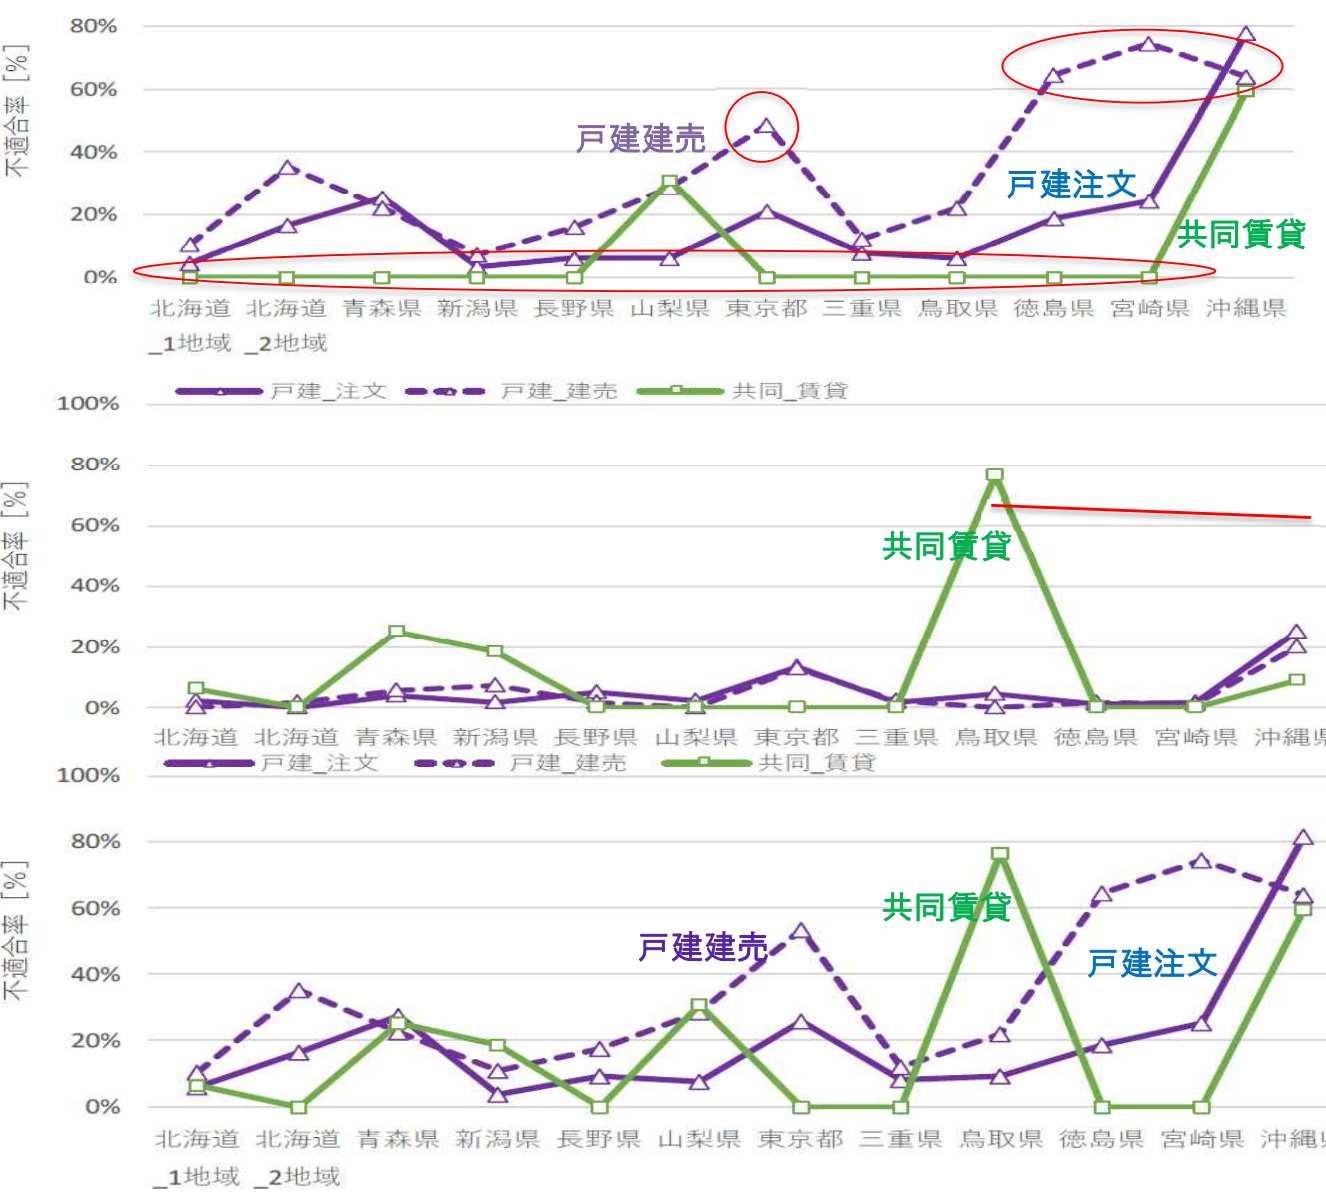 不適合率［%］
80%
60%
40%
20%
0%
戸建建売
戸建注文
共同賃貸
北海道 北海道 青森県 新潟県 長野県 山梨県 東京都 三重県 鳥取県 徳島県 宮崎県 沖縄県
_1地域 _2地域
戸建_注文 戸建_建売 共同_賃貸
不適合率［%］
100%
80%
60%
40%
20%
0%
共同賃貸
北海道 北海道 青森県 新潟県 長野県 山梨県 東京都 三重県 鳥取県 徳島県 宮崎県 沖縄県
戸建_注文 戸建_建売 共同_賃貸
不適合率［%］
100%
80%
60%
40%
20%
0%
戸建建売
共同賃貸
戸建注文
北海道 北海道 青森県 新潟県 長野県 山梨県 東京都 三重県 鳥取県 徳島県 宮崎県 沖縄県
_1地域 _2地域